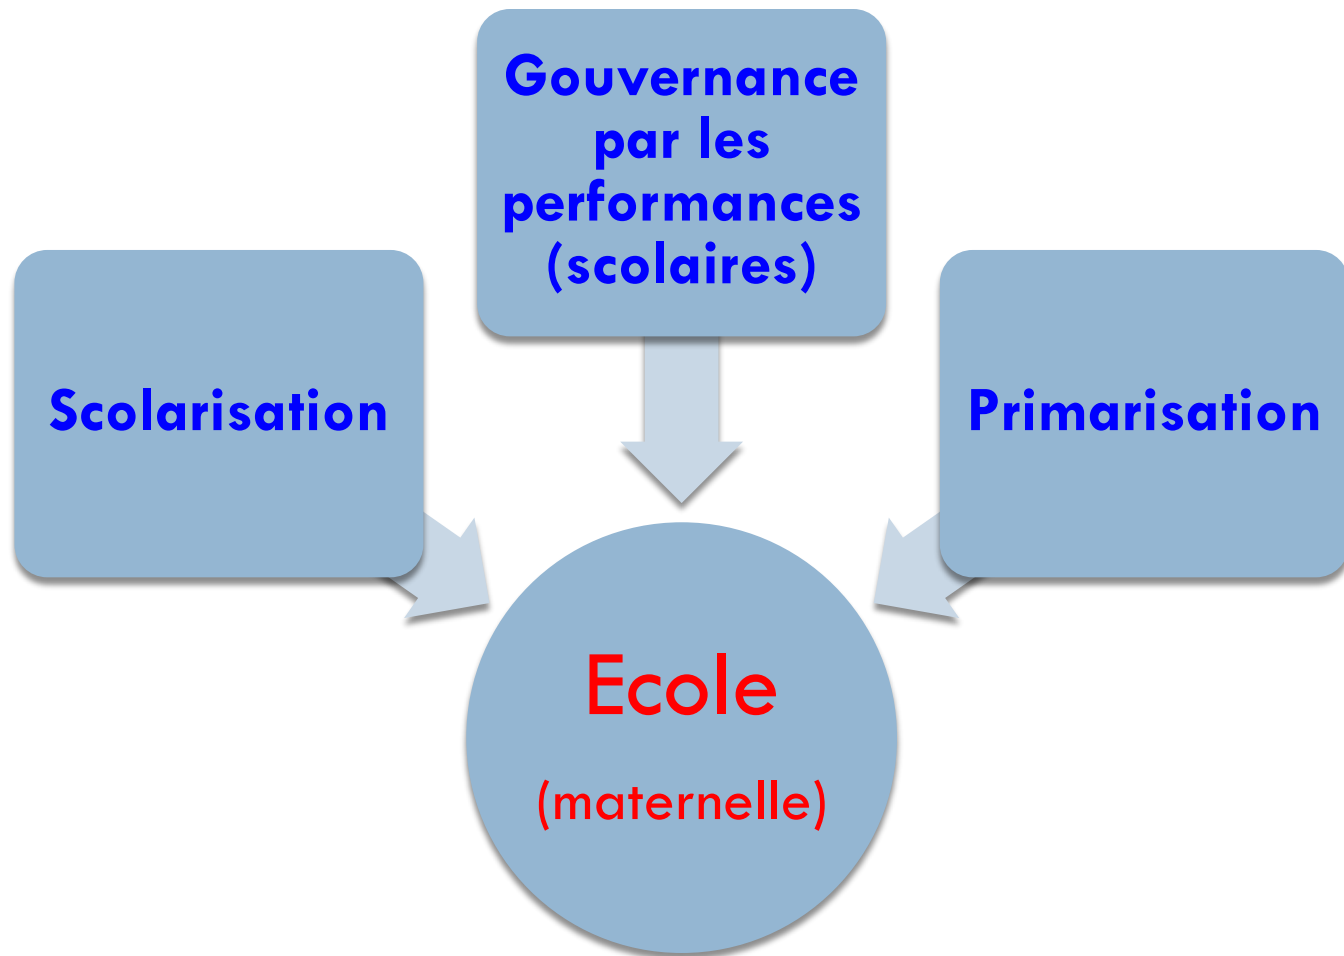 Gouvernance
par les
performances
(scolaires)
Scolarisation
Primarisation
Ecole
(maternelle)